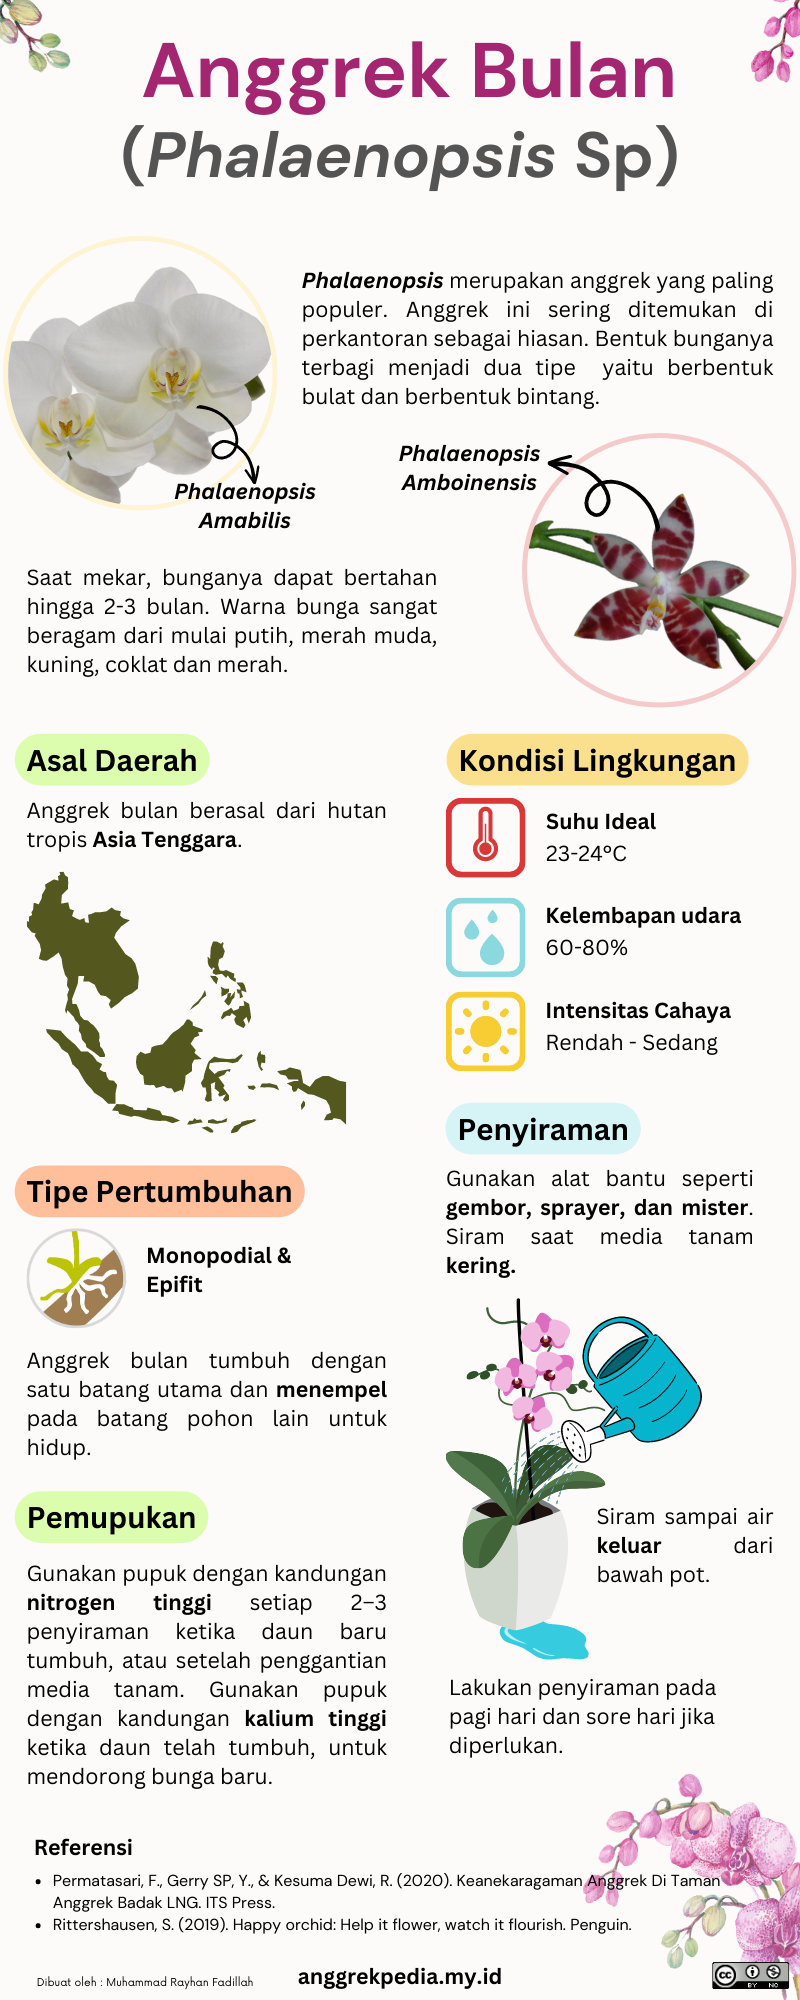 Anggrek Bulan
(Phalaenopsis Sp)
Phalaenopsis merupakan anggrek yang paling
populer. Anggrek ini sering ditemukan di
perkantoran sebagai hiasan. Bentuk bunganya
terbagi menjadi dua tipe yaitu berbentuk
bulat dan berbentuk bintang.
Phalaenopsis
Amabilis
Phalaenopsis
Amboinensis
Saat mekar, bunganya dapat bertahan
hingga 2-3 bulan. Warna bunga sangat
beragam dari mulai putih, merah muda,
kuning, coklat dan merah.
Asal Daerah
Anggrek bulan berasal dari hutan
tropis Asia Tenggara.
Tipe Pertumbuhan
Monopodial &
Epifit
Anggrek bulan tumbuh dengan
satu batang utama dan menempel
pada batang pohon lain untuk
hidup.
Pemupukan
Gunakan pupuk dengan kandungan
nitrogen tinggi setiap 2–3
penyiraman ketika daun baru
tumbuh, atau setelah penggantian
media tanam. Gunakan pupuk
dengan kandungan kalium tinggi
ketika daun telah tumbuh, untuk
mendorong bunga baru.
Kondisi Lingkungan
Suhu Ideal
23-24°C
Kelembapan udara
60-80%
Intensitas Cahaya
Rendah - Sedang
Penyiraman
Gunakan alat bantu seperti
gembor, sprayer, dan mister.
Siram saat media tanam
kering.
Siram sampai air
keluar dari
bawah pot.
Lakukan penyiraman pada
pagi hari dan sore hari jika
diperlukan.
Referensi
• Permatasari, F., Gerry SP, Y., & Kesuma Dewi, R. (2020). Keanekaragaman Anggrek Di Taman
Anggrek Badak LNG. ITS Press.
• Rittershausen, S. (2019). Happy orchid: Help it flower, watch it flourish. Penguin.
Dibuat oleh : Muhammad Rayhan Fadillah
anggrekpedia.my.id
cc
BY NC